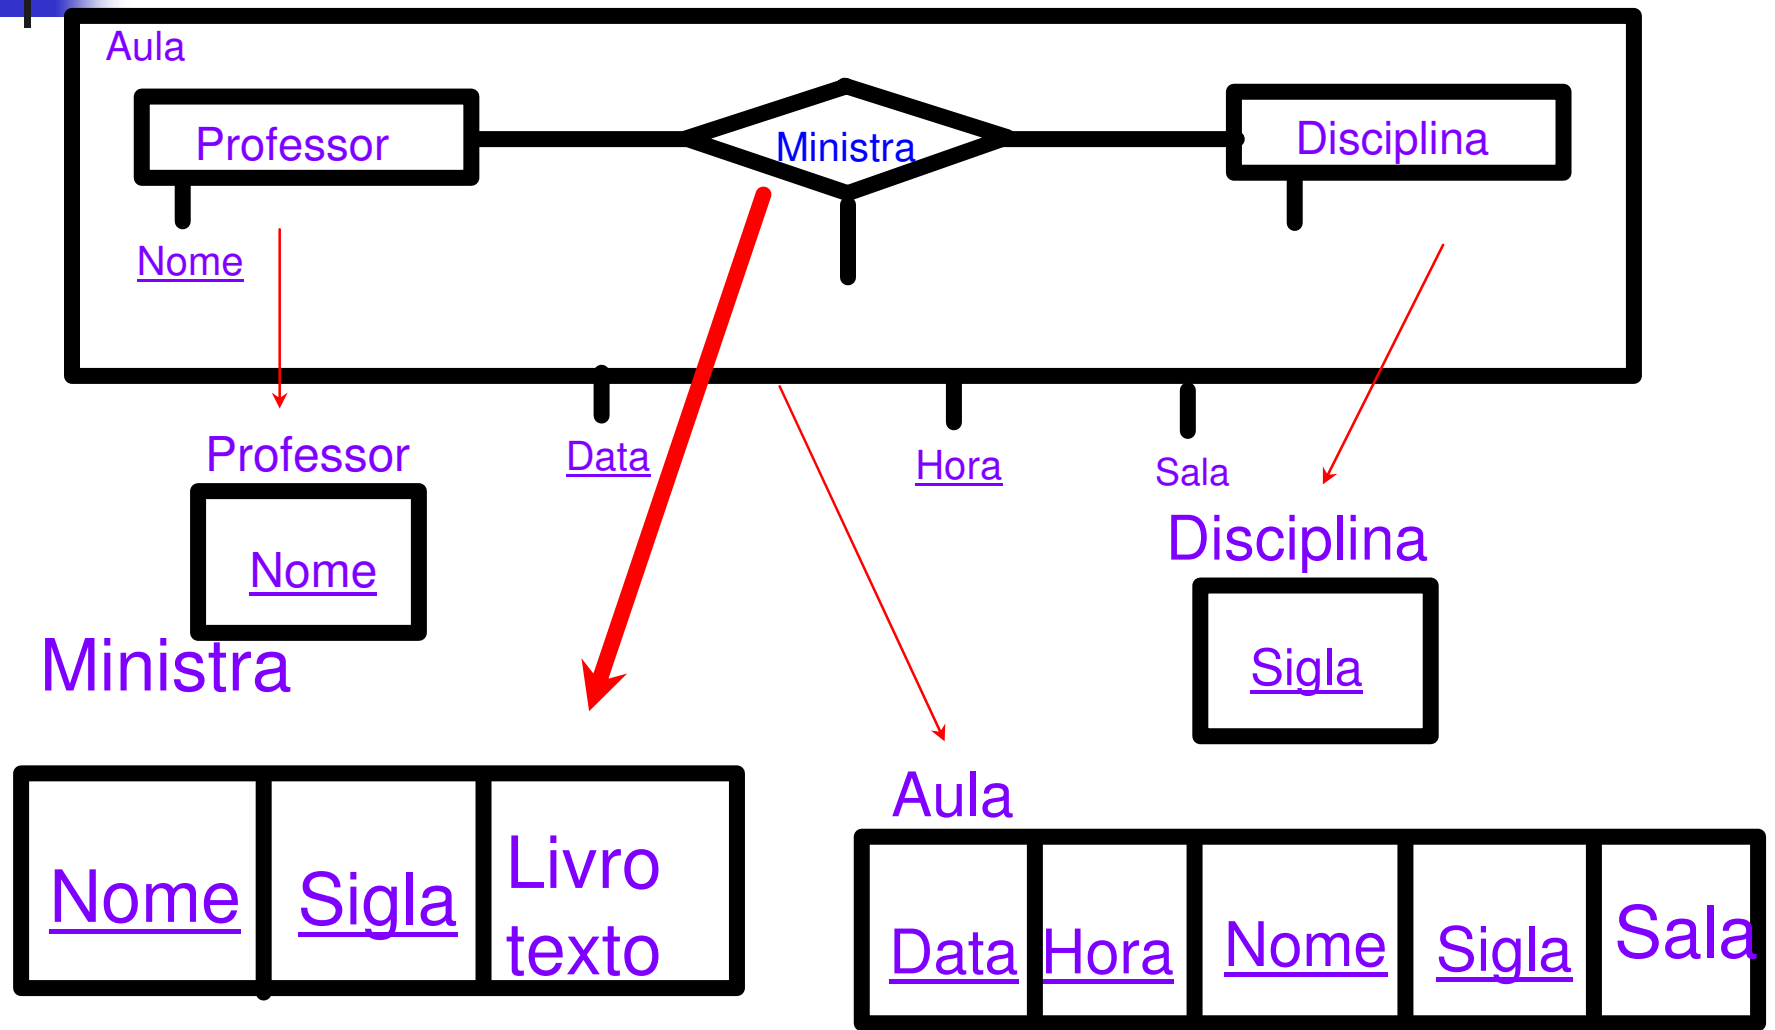 Aula
Professor
Ministra
Disciplina
Nome
Data
Hora
Sala
Professor
Nome
Disciplina
Sigla
Ministra
Nome
Sigla
Livro
texto
Aula
Data
Hora
Nome
Sigla
Sala